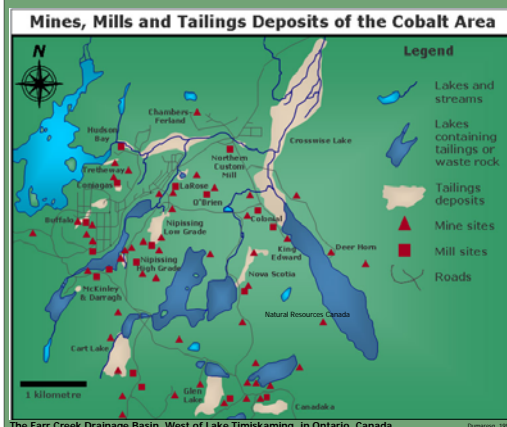 Mines, Mills and Tailings Deposits of the Cobalt Area
N
Legend
Lakes and
streams
Lakes
containing
tailings or
waste rock
Tailings
deposits
Mine sites
Mill sites
Roads
Chambers-
Ferland
Hudson
Bay
Crosswise Lake
Northern
Custom
Mill
Tretheway
Coniagas
LaRose
O'Brien
Buffalo
Colonial
Nipissing
Low Grade
King
Edward
Deer Horn
Nipissing
High Grade
Nova Scotia
McKinley
& Darragh
Natural Resources Canada
Cart Lake
1 kilometre
Glen
Lake
Canadaka
The Farr Creek Drainage Basin, West of Lake Timiskaming, in Ontario, Canada